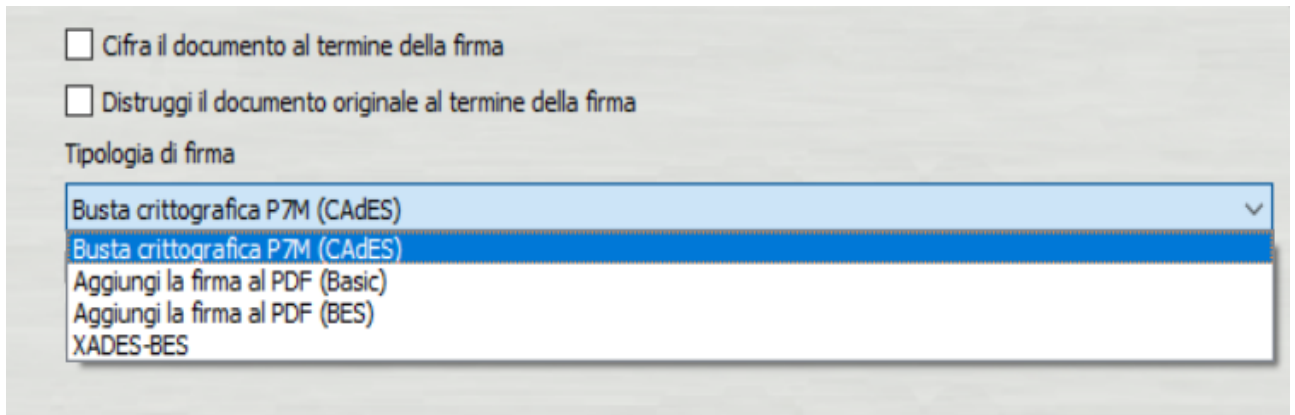 Cifra il documento al termine della firma
Distruggi il documento originale al termine della firma
Tipologia di firma
Busta crittografica P7M (CAdES)
Busta crittografica P7M (CAdES)
Aggiungi la firma al PDF (Basic)
Aggiungi la firma al PDF (BES)
XADES-BES